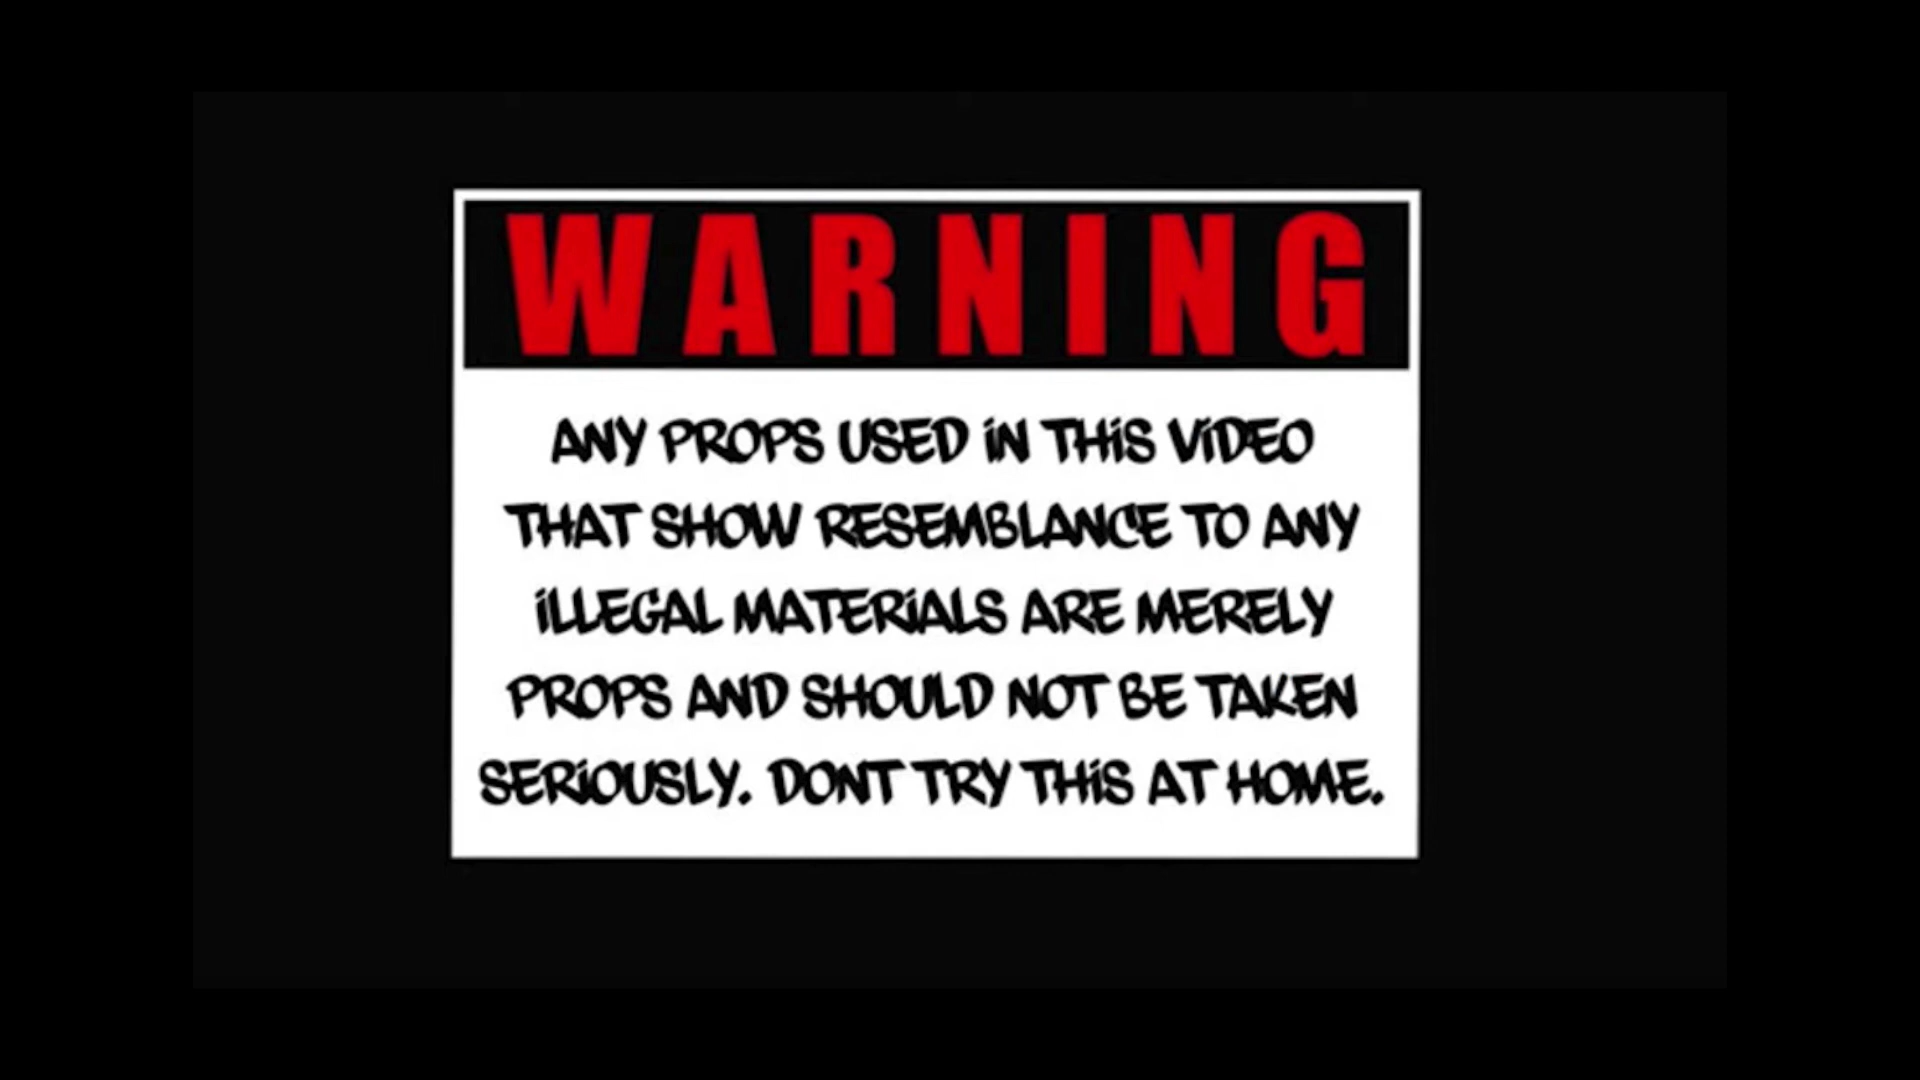 WARNING
ANY PROPS USED iN THiS ViDEO
THAT SHOW RESEMBLANCE TO ANY
iLLEGAL MATERiALS ARE MERELY
PROPS AND SHOULD NOT BE TAKEN
SERiOUSLY. DONT TRY THiS AT HOME.